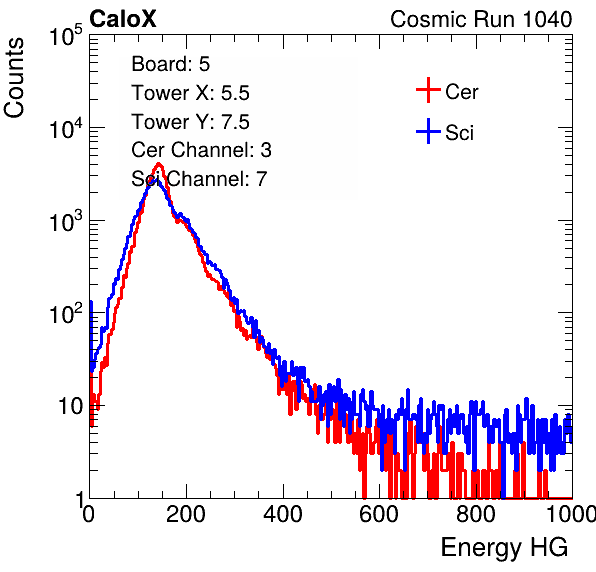 CaloX Cosmic Run 1040
Counts
10^5
10^4
10^3
10^2
10
1
Board: 5
Tower X: 5.5
Tower Y: 7.5
Cer Channel: 3
Sci Channel: 7
Cer
Sci
0 200 400 600 800 1000
Energy HG